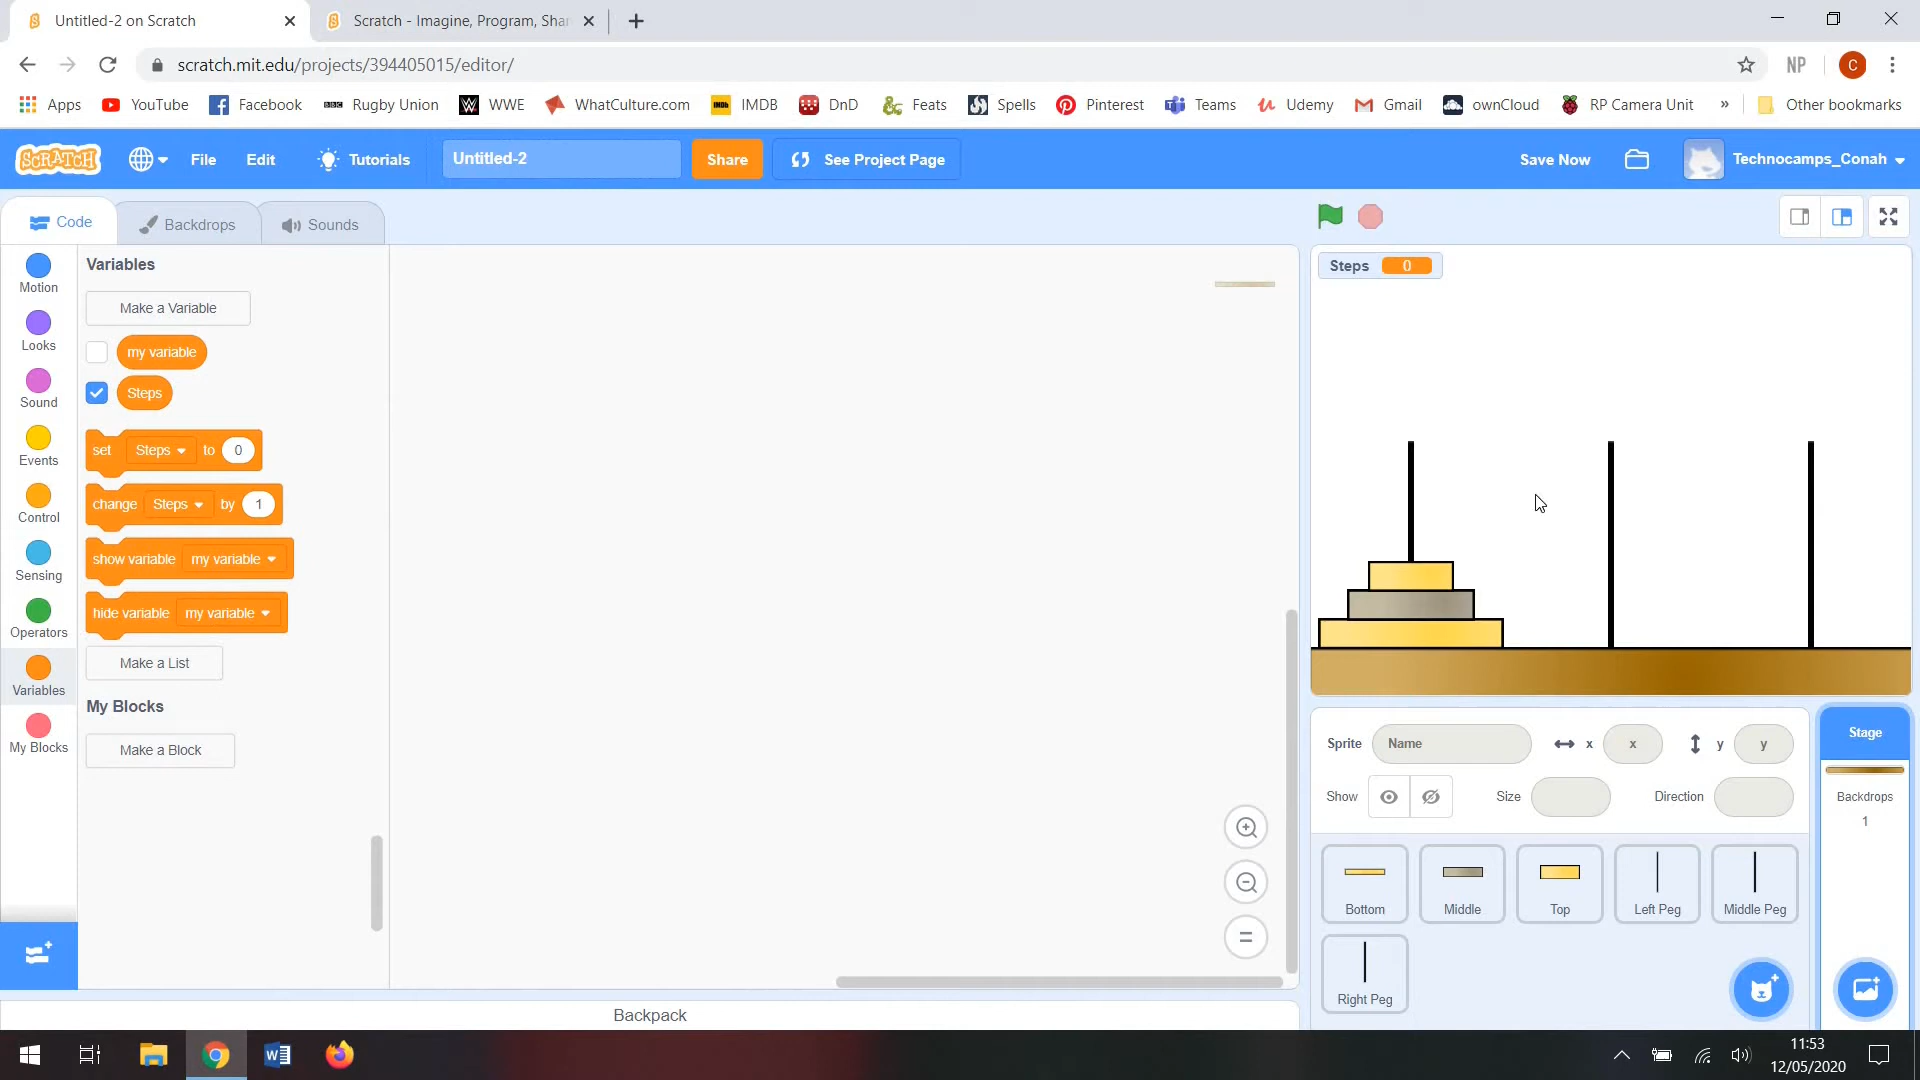 Untitled-2 on Scratch
Scratch - Imagine, Program, Shar
scratch.mit.edu/projects/394405015/editor/
NP
C
Apps
YouTube
Facebook
BBC
Rugby Union
WWE
WhatCulture.com
IMDb
IMDB
DnD
Feats
Spells
Pinterest
Teams
Udemy
Gmail
ownCloud
RP Camera Unit
»
Other bookmarks
SCRATCH
File
Edit
Tutorials
Untitled-2
Share
See Project Page
Save Now
Technocamps_Conah
Code
Backdrops
Sounds
Motion
Looks
Sound
Events
Control
Sensing
Operators
Variables
My Blocks
Variables
Make a Variable
my variable
Steps
set Steps to 0
change Steps by 1
show variable my variable
hide variable my variable
Make a List
My Blocks
Make a Block
Backpack
Steps 0
Sprite Name x x y y
Show Size Direction
Bottom
Middle
Top
Left Peg
Middle Peg
Right Peg
Stage
Backdrops
1
11:53
12/05/2020